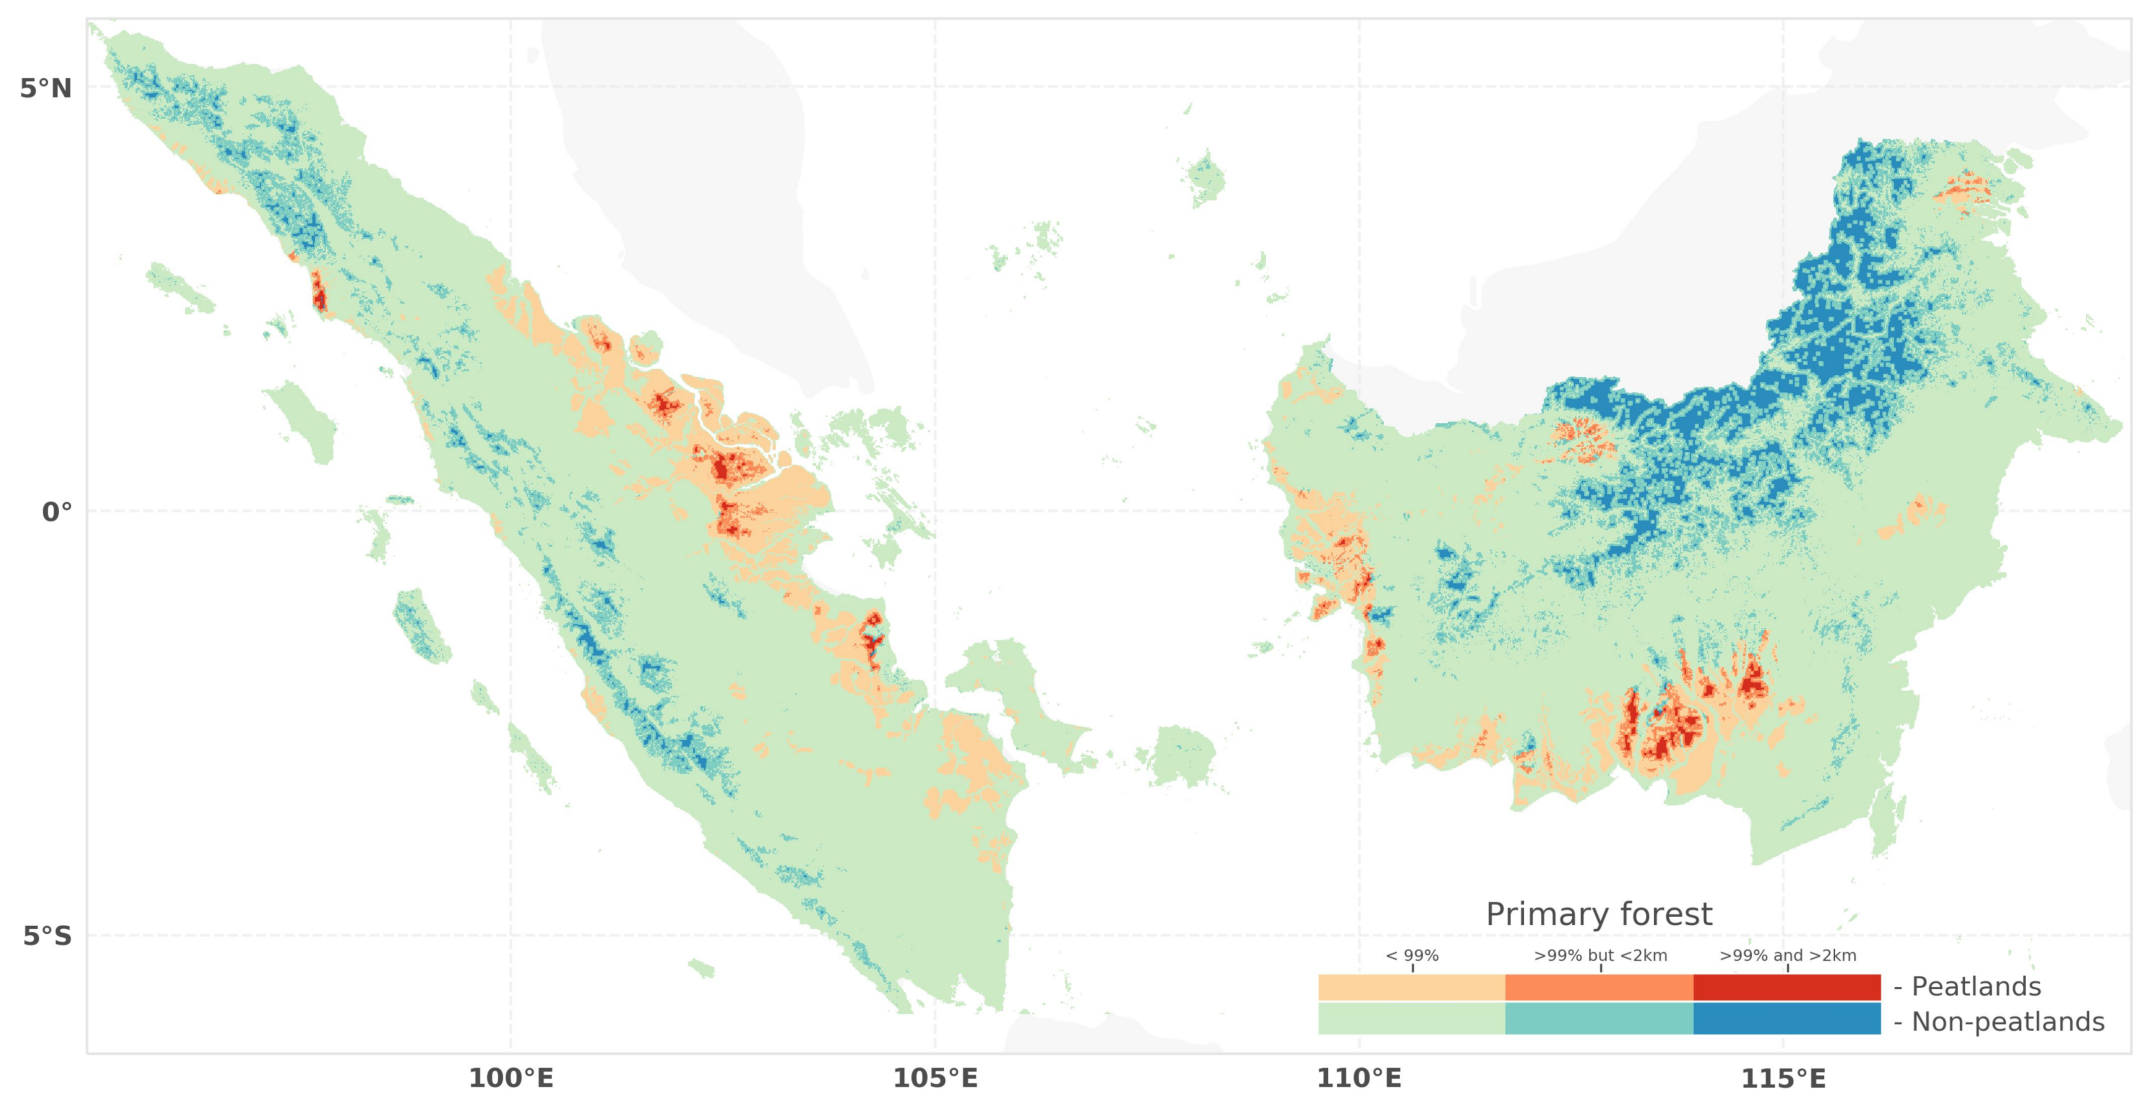 5°N
0°
5°S
Primary forest
< 99% >99% but <2km >99% and >2km
- Peatlands
- Non-peatlands
100°E 105°E 110°E 115°E